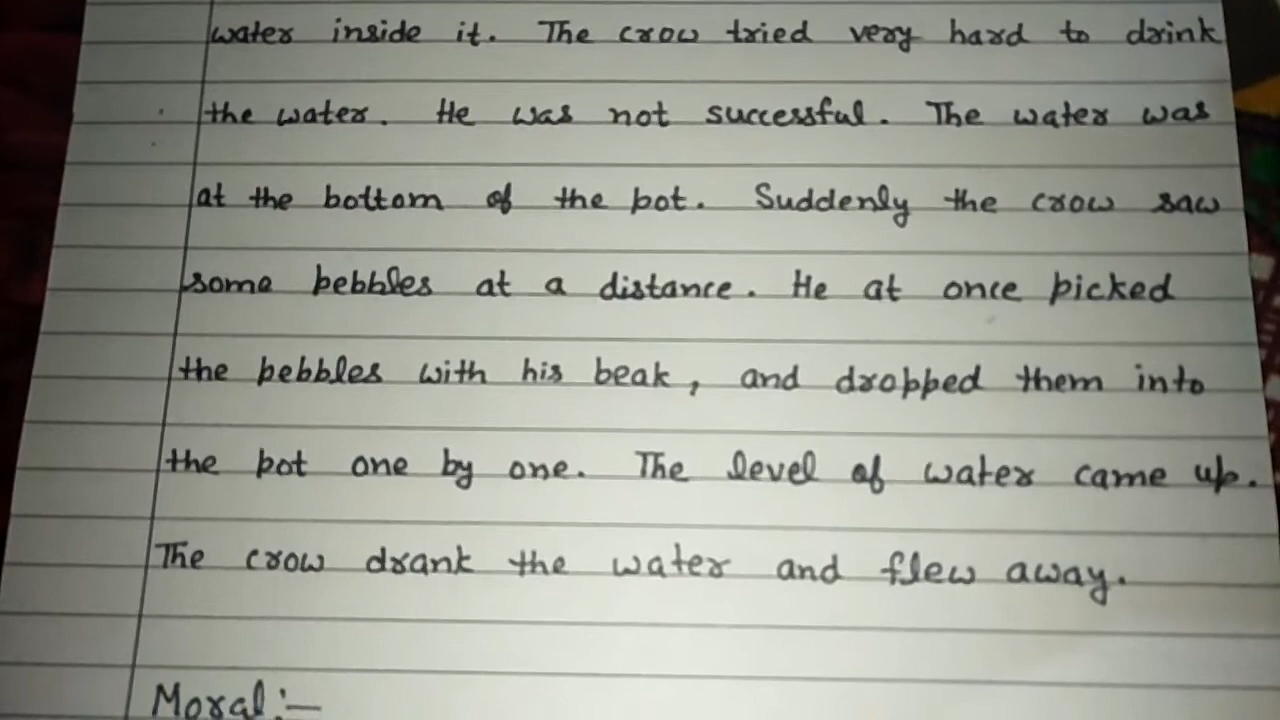 water inside it. The crow tried very hard to drink
the water. He was not successful. The water was
at the bottom of the pot. Suddenly the crow saw
some pebbles at a distance. He at once picked
the pebbles with his beak, and dropped them into
the pot one by one. The level of water came up.
The crow drank the water and flew away.
Moral:-